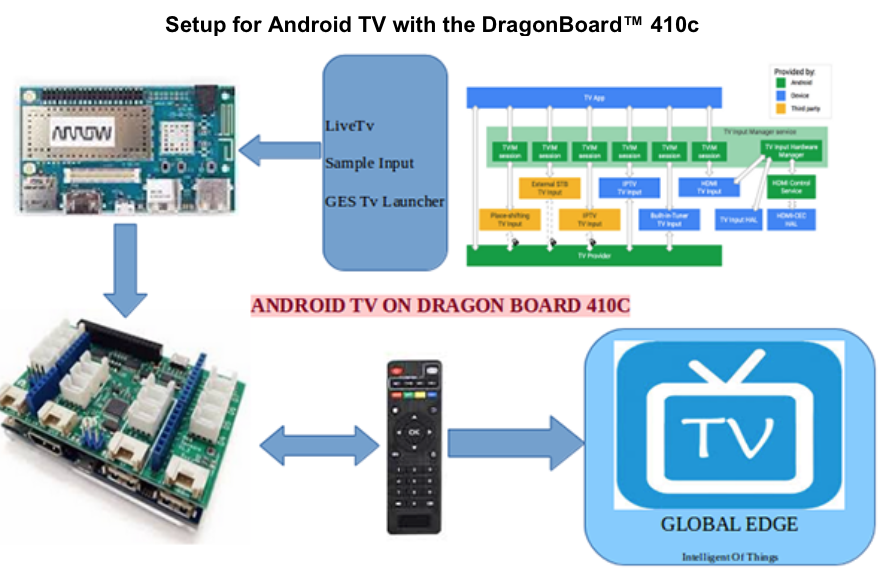 Setup for Android TV with the DragonBoard™ 410c
ARROW
LiveTv
Sample Input
GES Tv Launcher
Provided by:
Android
Device
Third party
TV App
TV Input Manager service
TVIM
session
TVIM
session
TVIM
session
TVIM
session
TVIM
session
TVIM
session
TV Input Hardware
Manager
External STB
TV Input
IPTV
TV Input
HDMI
TV Input
HDMI Control
Service
Place-shifting
TV Input
IPTV
TV Input
Built-in Tuner
TV Input
TV Input HAL
HDMI-CEC
HAL
TV Provider
ANDROID TV ON DRAGON BOARD 410C
OK
TV
GLOBAL EDGE
Intelligent Of Things